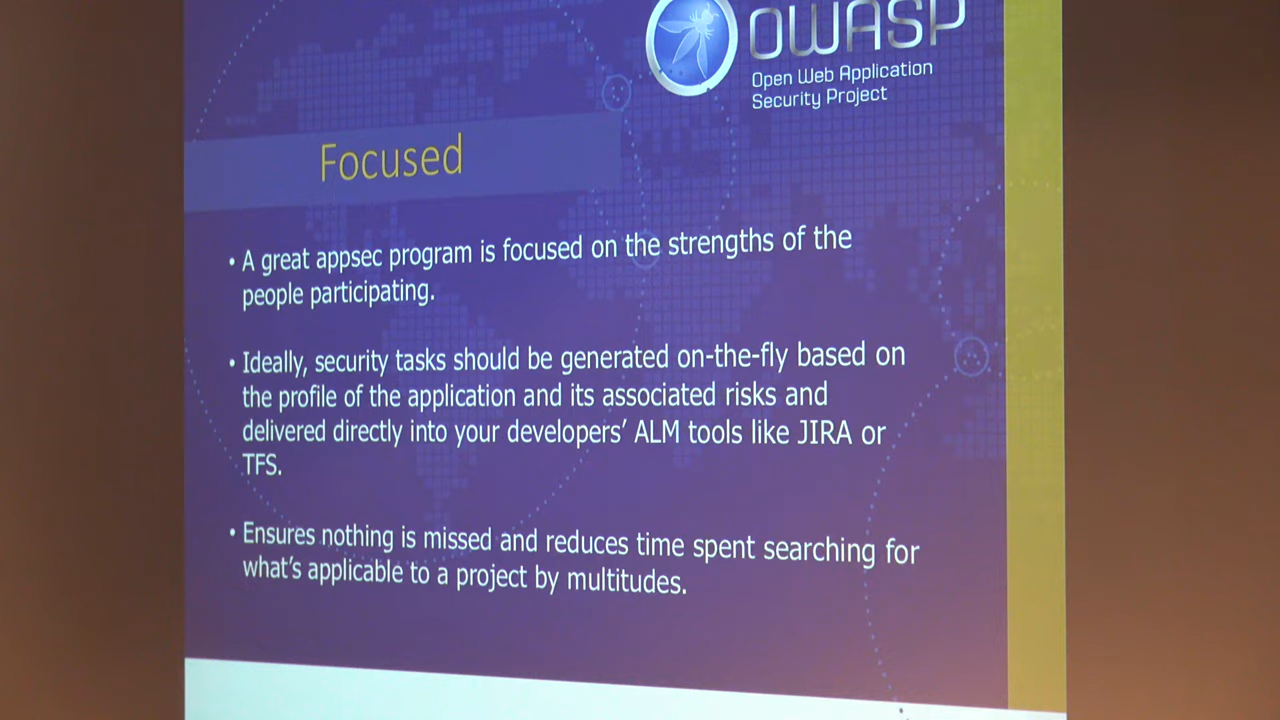 OWASP
Open Web Application
Security Project
Focused
• A great appsec program is focused on the strengths of the
people participating.
• Ideally, security tasks should be generated on-the-fly based on
the profile of the application and its associated risks and
delivered directly into your developers' ALM tools like JIRA or
TFS.
• Ensures nothing is missed and reduces time spent searching for
what's applicable to a project by multitudes.